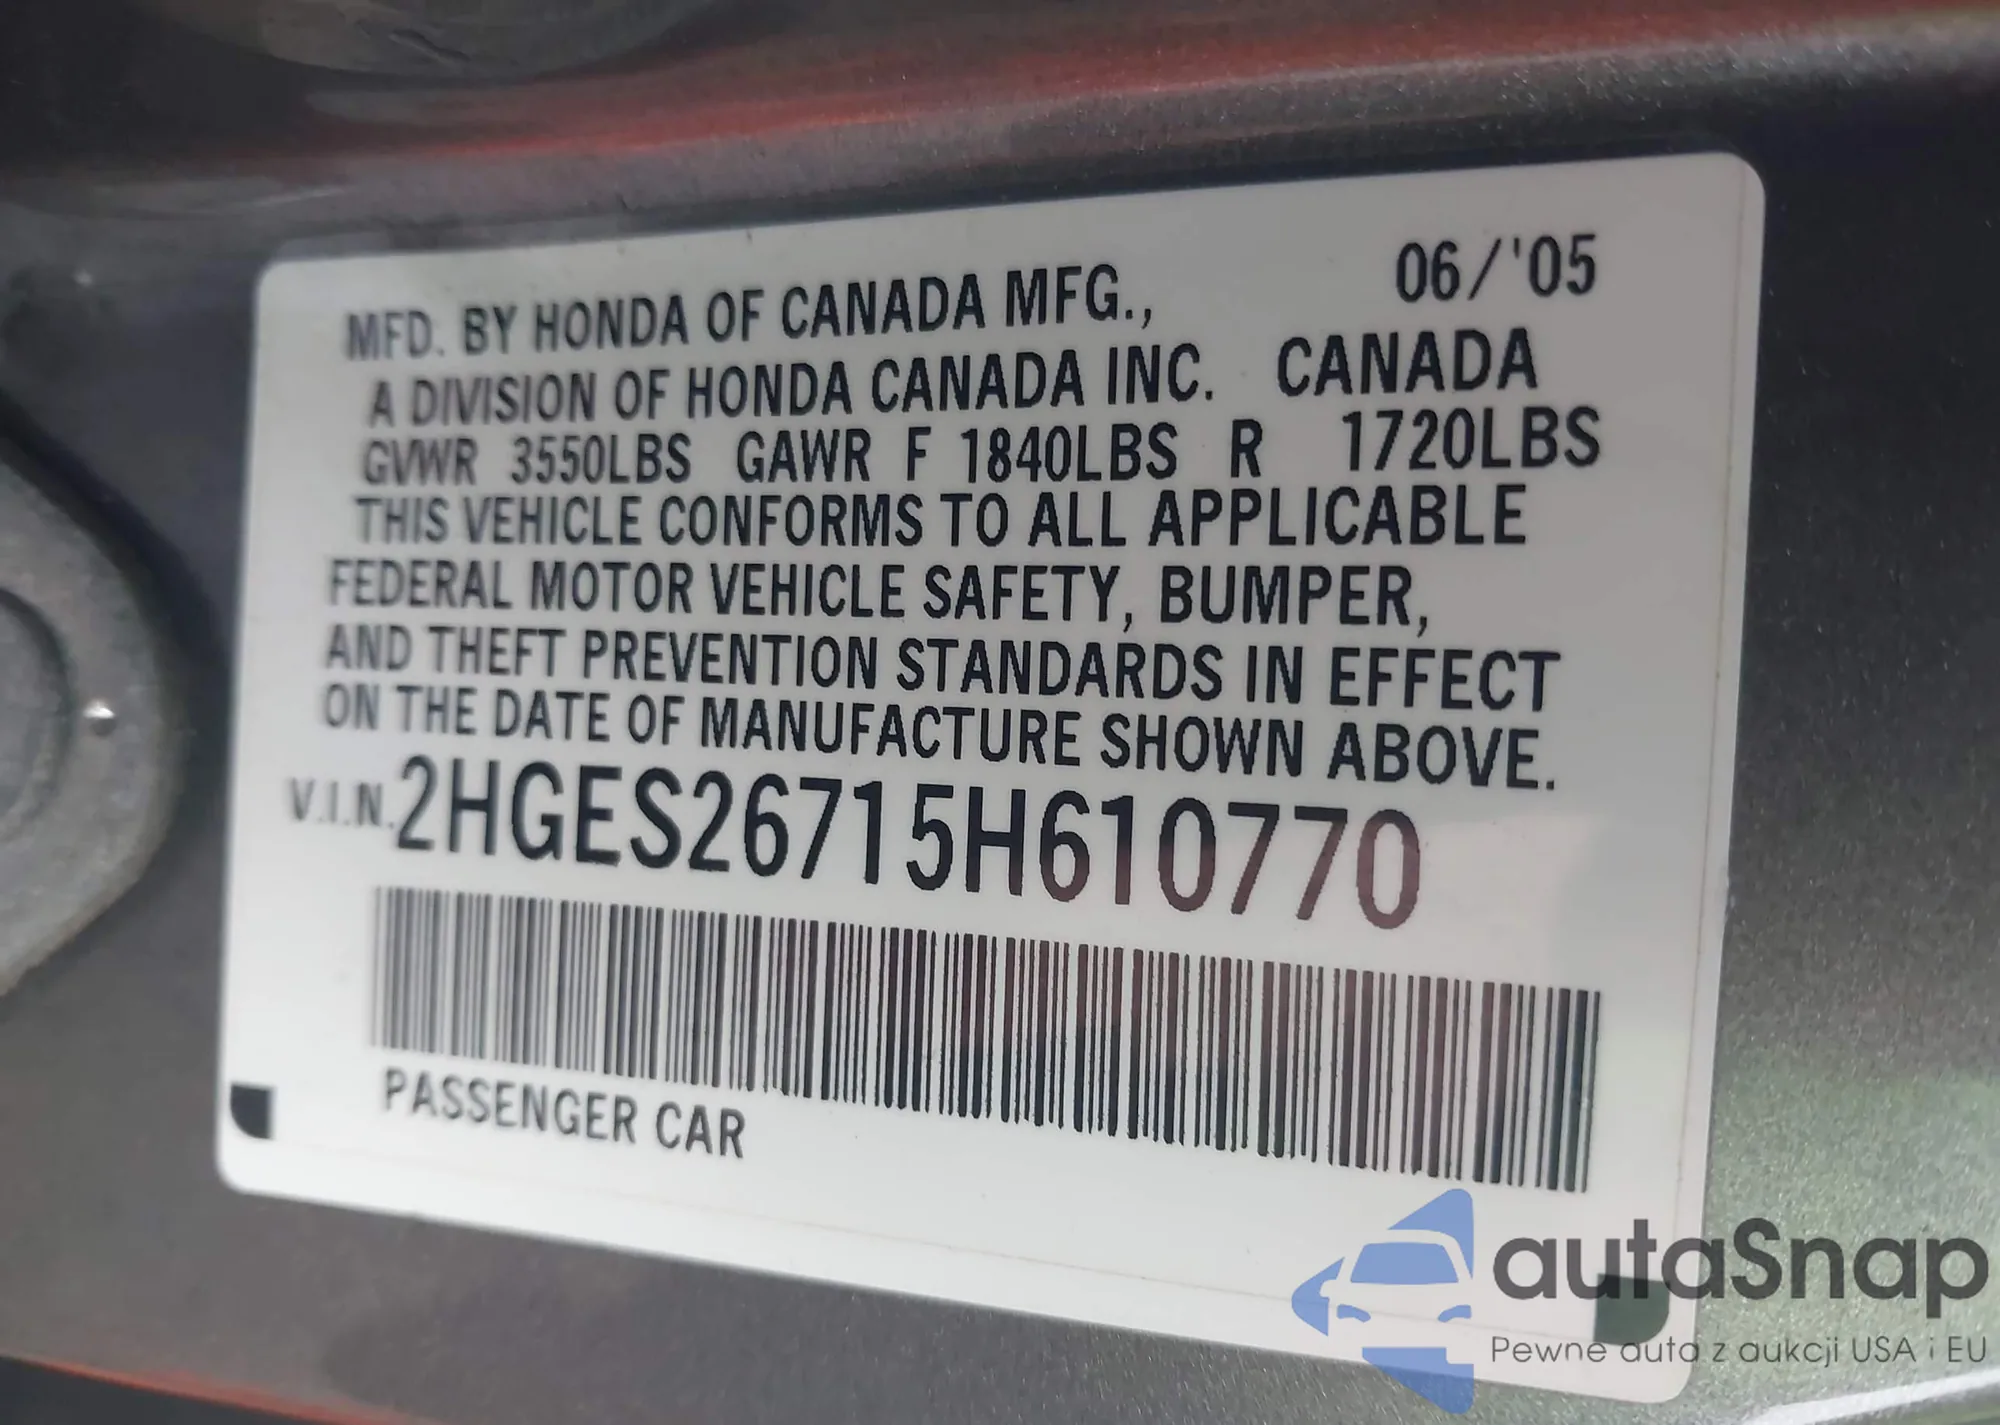 06/'05
MFD. BY HONDA OF CANADA MFG.,
A DIVISION OF HONDA CANADA INC. CANADA
GVWR 3550LBS GAWR F 1840LBS R 1720LBS
THIS VEHICLE CONFORMS TO ALL APPLICABLE
FEDERAL MOTOR VEHICLE SAFETY, BUMPER,
AND THEFT PREVENTION STANDARDS IN EFFECT
ON THE DATE OF MANUFACTURE SHOWN ABOVE.
V.I.N. 2HGES26715H610770
PASSENGER CAR
autaSnap
Pewne auta z aukcji USA i EU